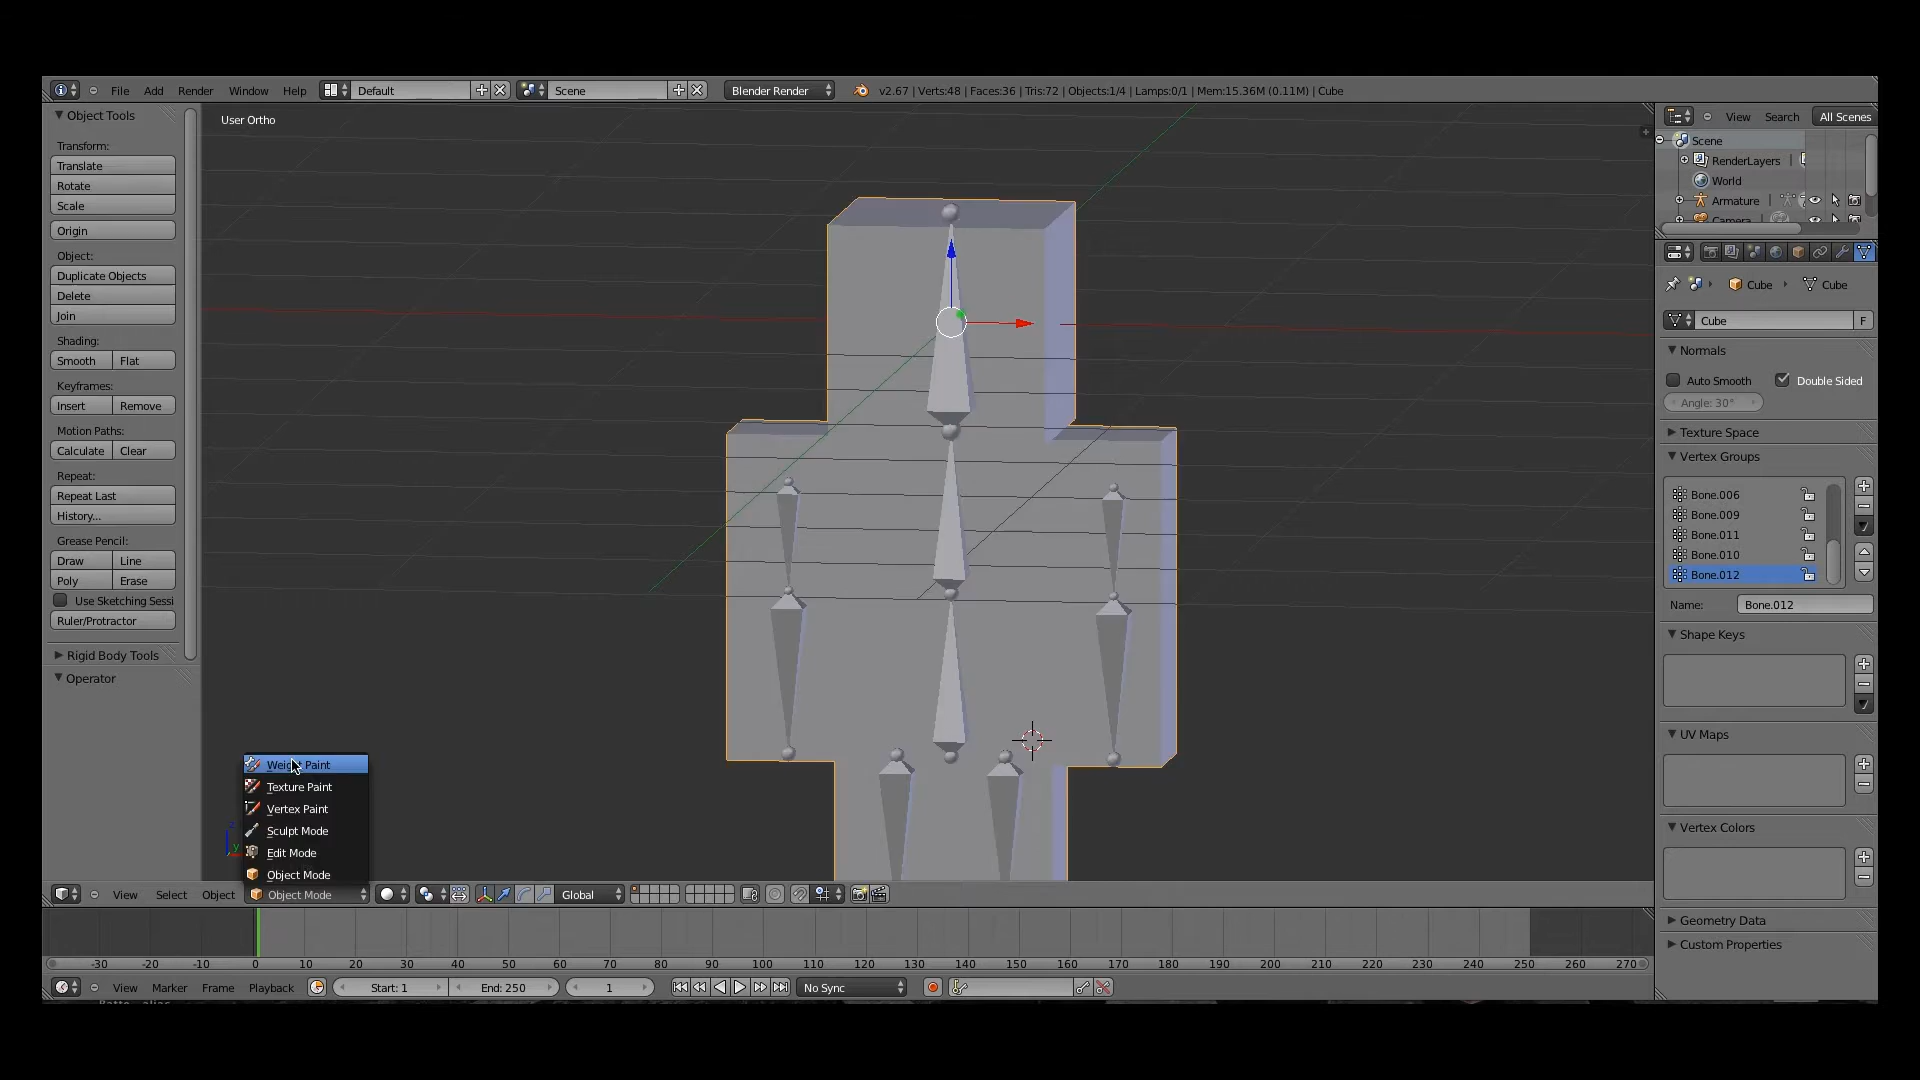 File Add Render Window Help Default Scene Blender Render v2.67 | Verts:48 | Faces:36 | Tris:72 | Objects:1/4 | Lamps:0/1 | Mem:15.36M (0.11M) | Cube
Object Tools
Transform:
Translate
Rotate
Scale
Origin
Object:
Duplicate Objects
Delete
Join
Shading:
Smooth Flat
Keyframes:
Insert Remove
Motion Paths:
Calculate Clear
Repeat:
Repeat Last
History...
Grease Pencil:
Draw Line
Poly Erase
Use Sketching Sessi
Ruler/Protractor
Rigid Body Tools
Operator
User Ortho
Weight Paint
Texture Paint
Vertex Paint
Sculpt Mode
Edit Mode
Object Mode
View Select Object Object Mode Global
View Search All Scenes
Scene
RenderLayers |
World
Armature
Camera
Cube Cube
Cube F
Normals
Auto Smooth Double Sided
Angle: 30°
Texture Space
Vertex Groups
Bone.006
Bone.009
Bone.011
Bone.010
Bone.012
Name: Bone.012
Shape Keys
UV Maps
Vertex Colors
Geometry Data
Custom Properties
-30 -20 -10 0 10 20 30 40 50 60 70 80 90 100 110 120 130 140 150 160 170 180 190 200 210 220 230 240 250 260 270
View Marker Frame Playback Start: 1 End: 250 1 No Sync